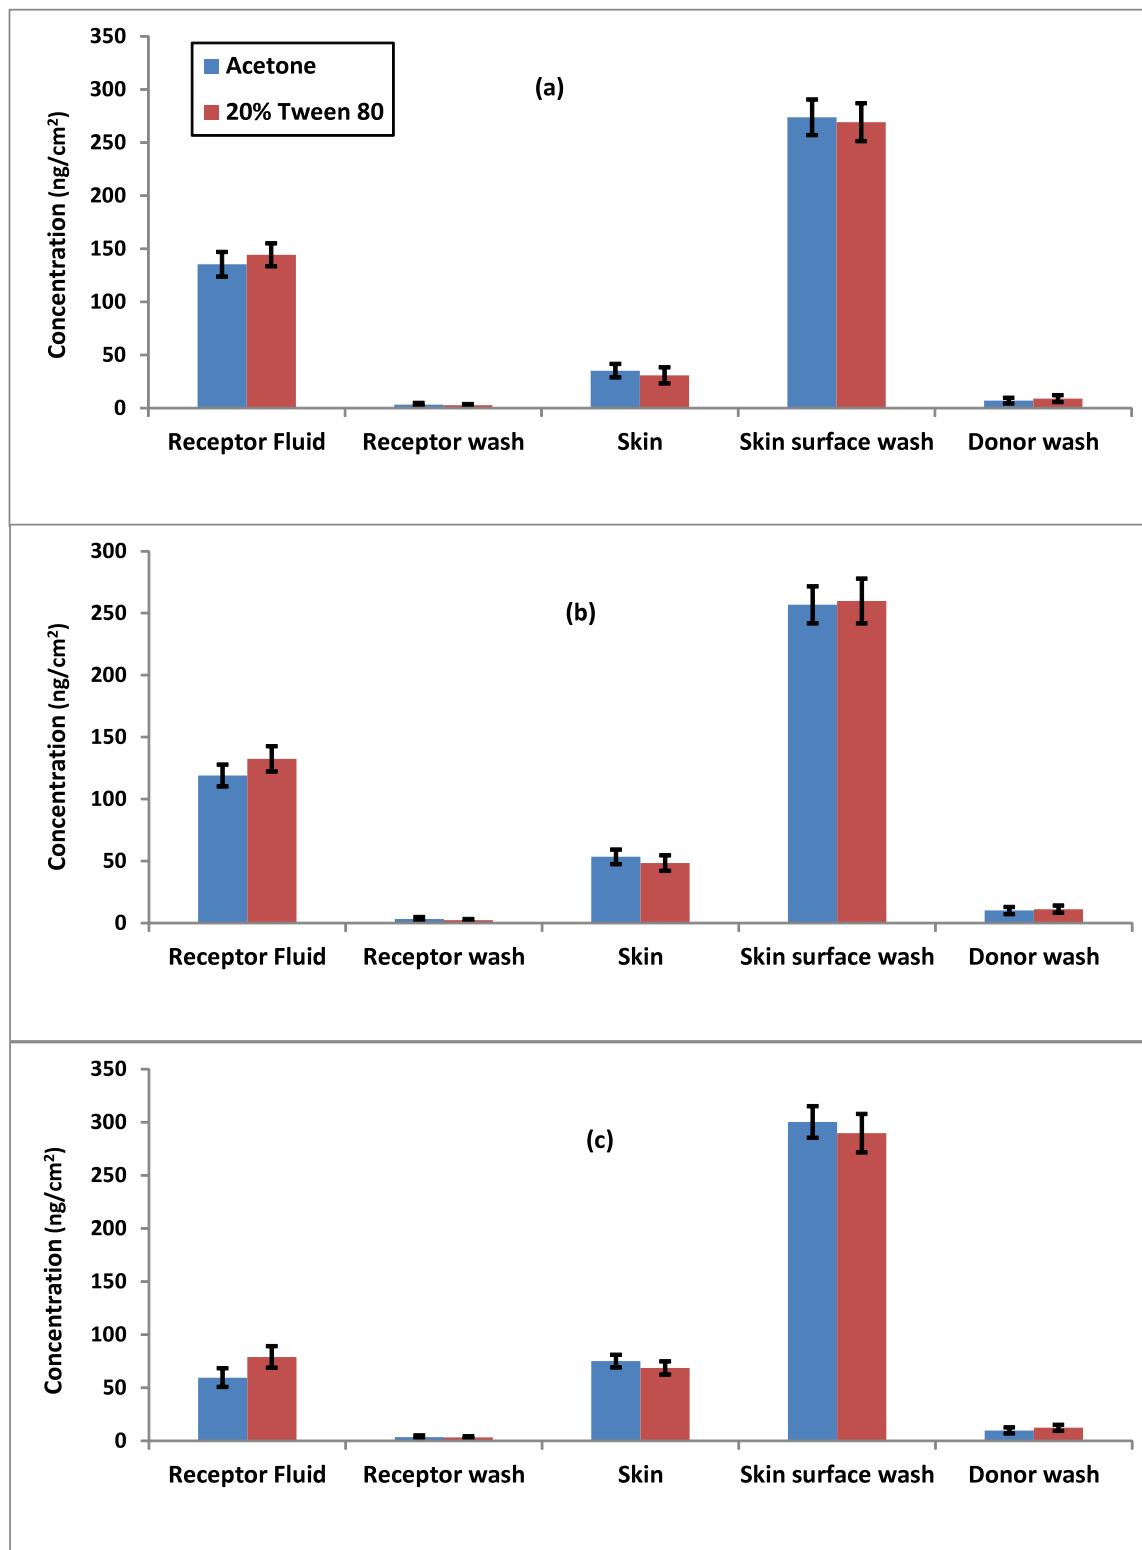 350
300
250
200
150
100
50
0
Concentration (ng/cm²)
Acetone
20% Tween 80
(a)
Receptor Fluid Receptor wash Skin Skin surface wash Donor wash
300
250
200
150
100
50
0
Concentration (ng/cm²)
(b)
Receptor Fluid Receptor wash Skin Skin surface wash Donor wash
350
300
250
200
150
100
50
0
Concentration (ng/cm²)
(c)
Receptor Fluid Receptor wash Skin Skin surface wash Donor wash